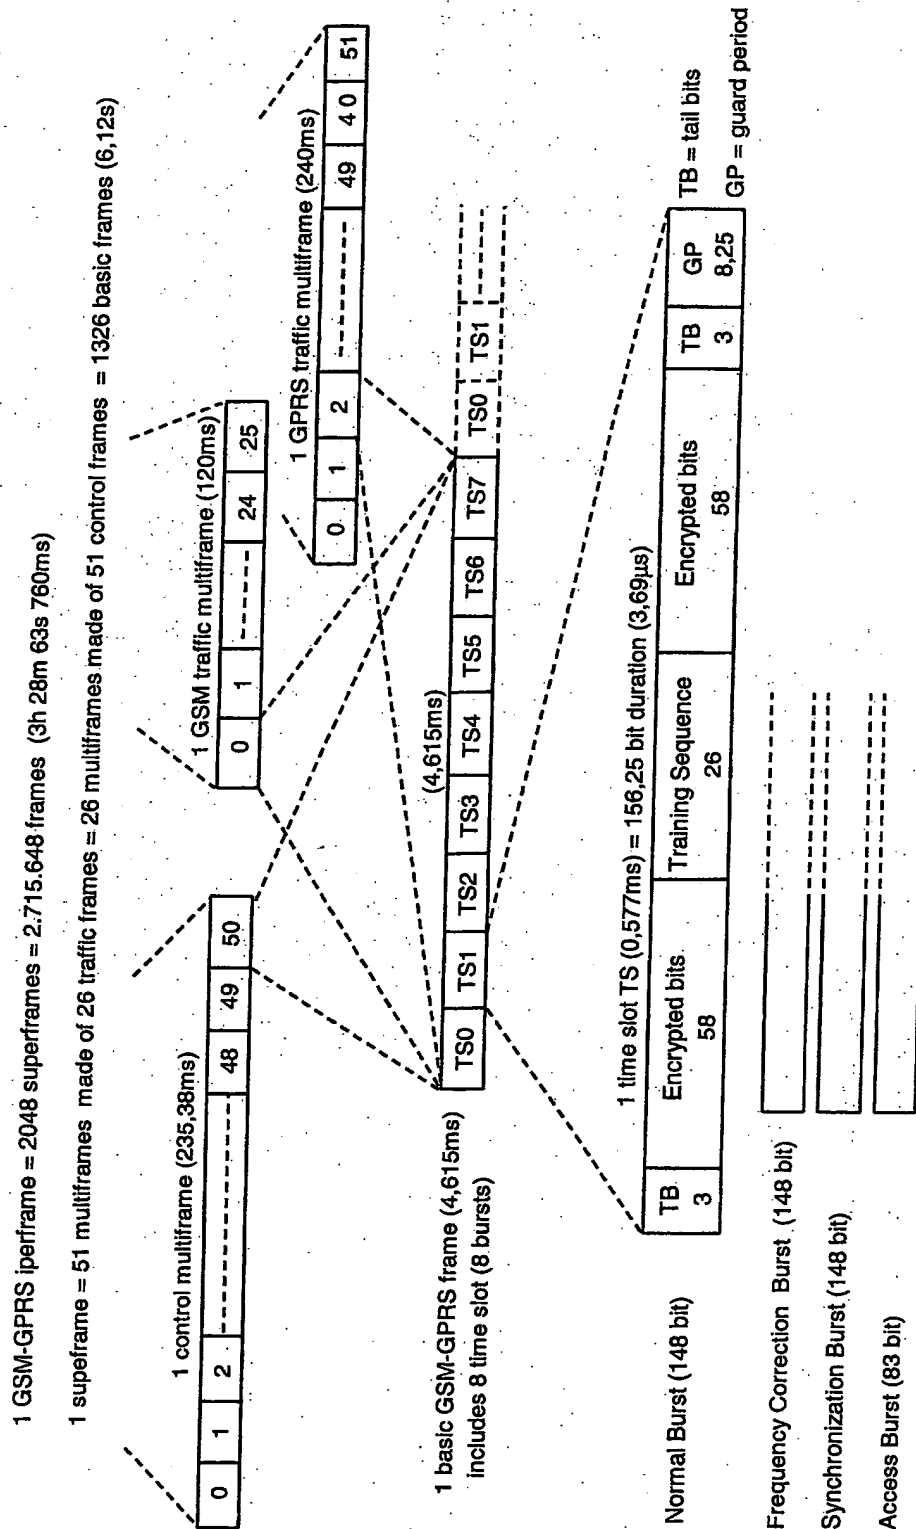 1 GSM-GPRS iperframe = 2048 superframes = 2.715.648 frames (3h 28m 63s 760ms)
1 supeframe = 51 multiframes made of 26 traffic frames = 26 multiframes made of 51 control frames = 1326 basic frames (6,12s)
1 control multiframe (235,38ms)
0 1 2 48 49 50
1 GSM traffic multiframe (120ms)
0 1 24 25
1 GPRS traffic multiframe (240ms)
0 1 2 49 4 0 51
1 basic GSM-GPRS frame (4,615ms)
includes 8 time slot (8 bursts)
(4,615ms)
TS0 TS1 TS2 TS3 TS4 TS5 TS6 TS7 TS0 TS1
1 time slot TS (0,577ms) = 156,25 bit duration (3,69µs)
TB = tail bits
GP = guard period
Normal Burst (148 bit)
TB Encrypted bits Training Sequence Encrypted bits TB GP
3 58 26 58 3 8,25
Frequency Correction Burst (148 bit)
Synchronization Burst (148 bit)
Access Burst (83 bit)